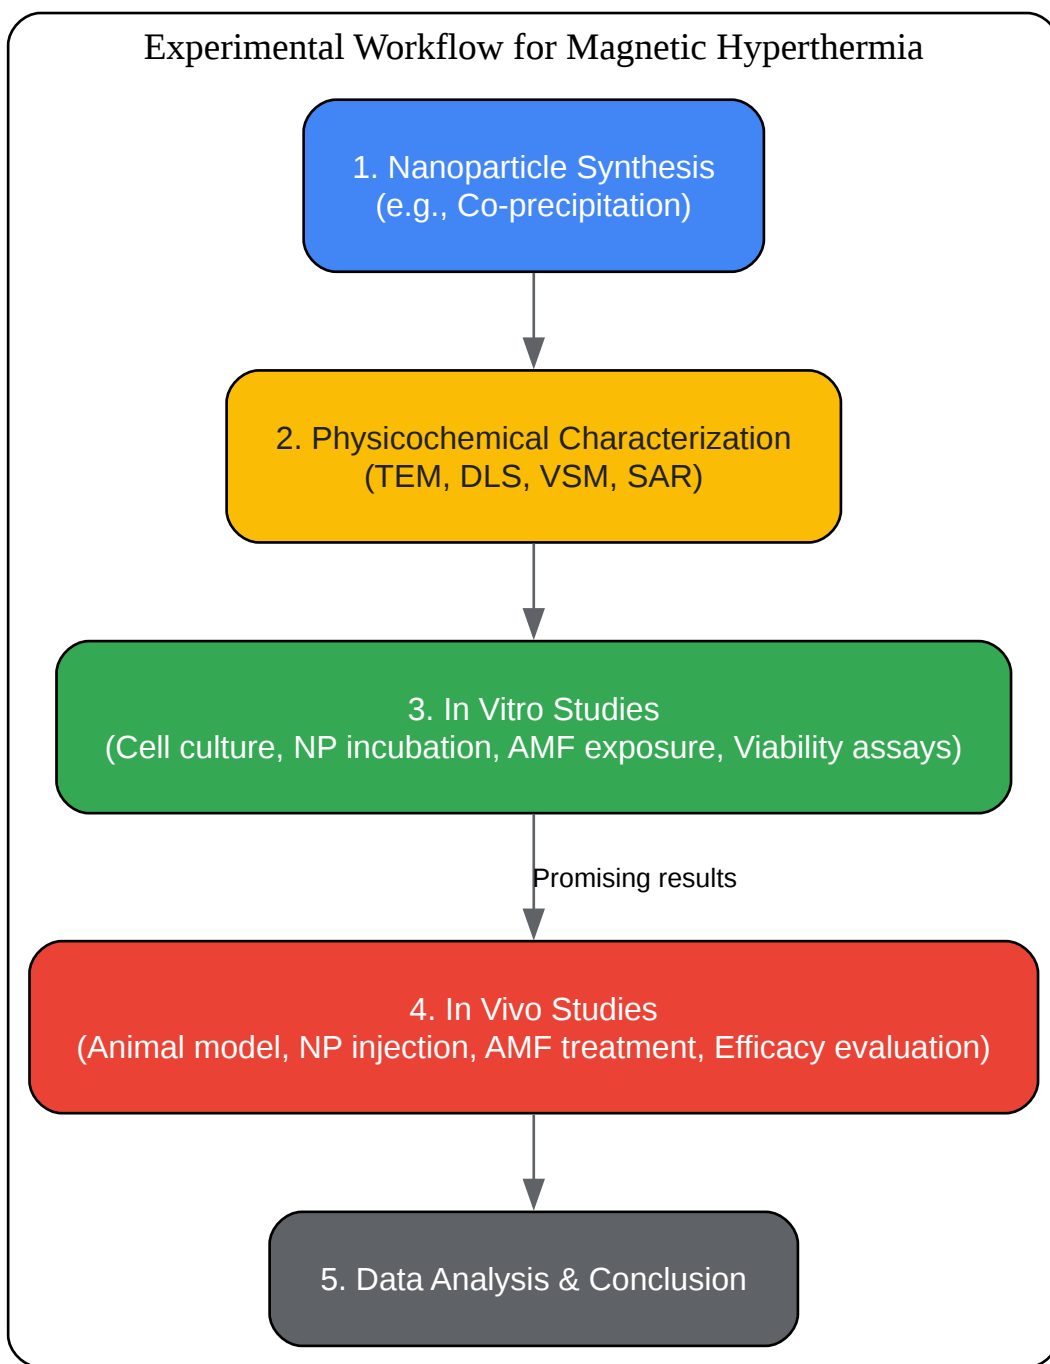 Experimental Workflow for Magnetic Hyperthermia
1. Nanoparticle Synthesis
(e.g., Co-precipitation)
2. Physicochemical Characterization
(TEM, DLS, VSM, SAR)
3. In Vitro Studies
(Cell culture, NP incubation, AMF exposure, Viability assays)
Promising results
4. In Vivo Studies
(Animal model, NP injection, AMF treatment, Efficacy evaluation)
5. Data Analysis & Conclusion